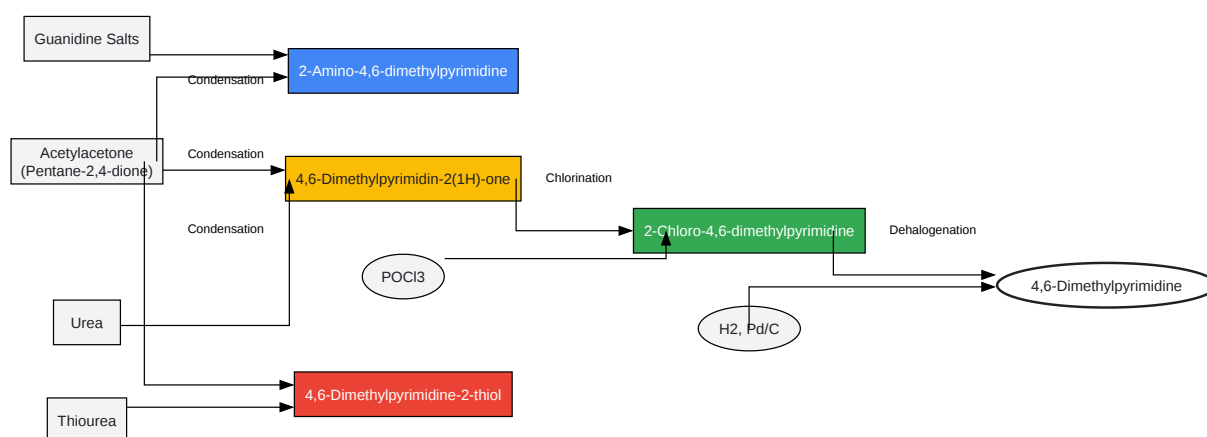 Guanidine Salts
2-Amino-4,6-dimethylpyrimidine
Condensation
Acetylacetone
(Pentane-2,4-dione)
Condensation
4,6-Dimethylpyrimidin-2(1H)-one
Chlorination
Condensation
2-Chloro-4,6-dimethylpyrimidine
Dehalogenation
POCl3
4,6-Dimethylpyrimidine
Urea
H2, Pd/C
4,6-Dimethylpyrimidine-2-thiol
Thiourea